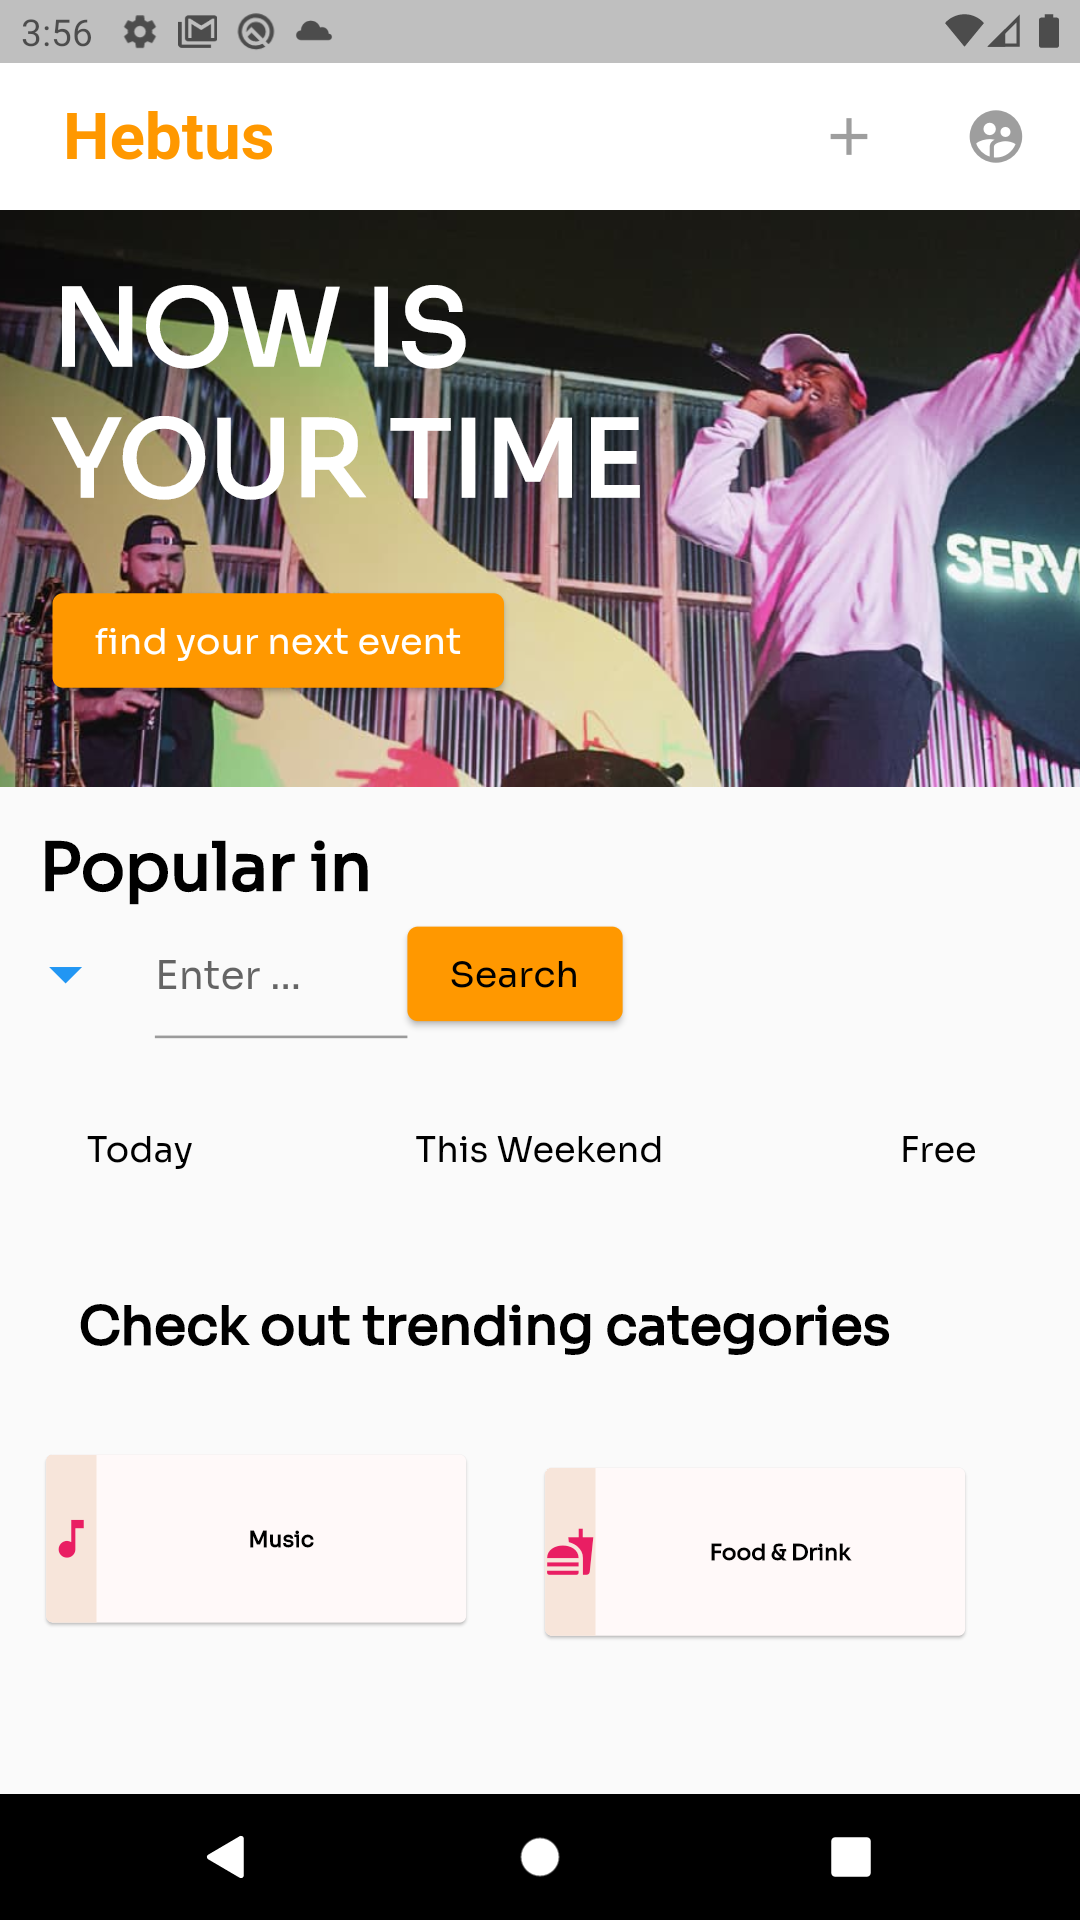 3:56
Hebtus
NOW IS
YOUR TIME
SERV
find your next event
Popular in
Enter ...
Search
Today
This Weekend
Free
Check out trending categories
Music
Food & Drink